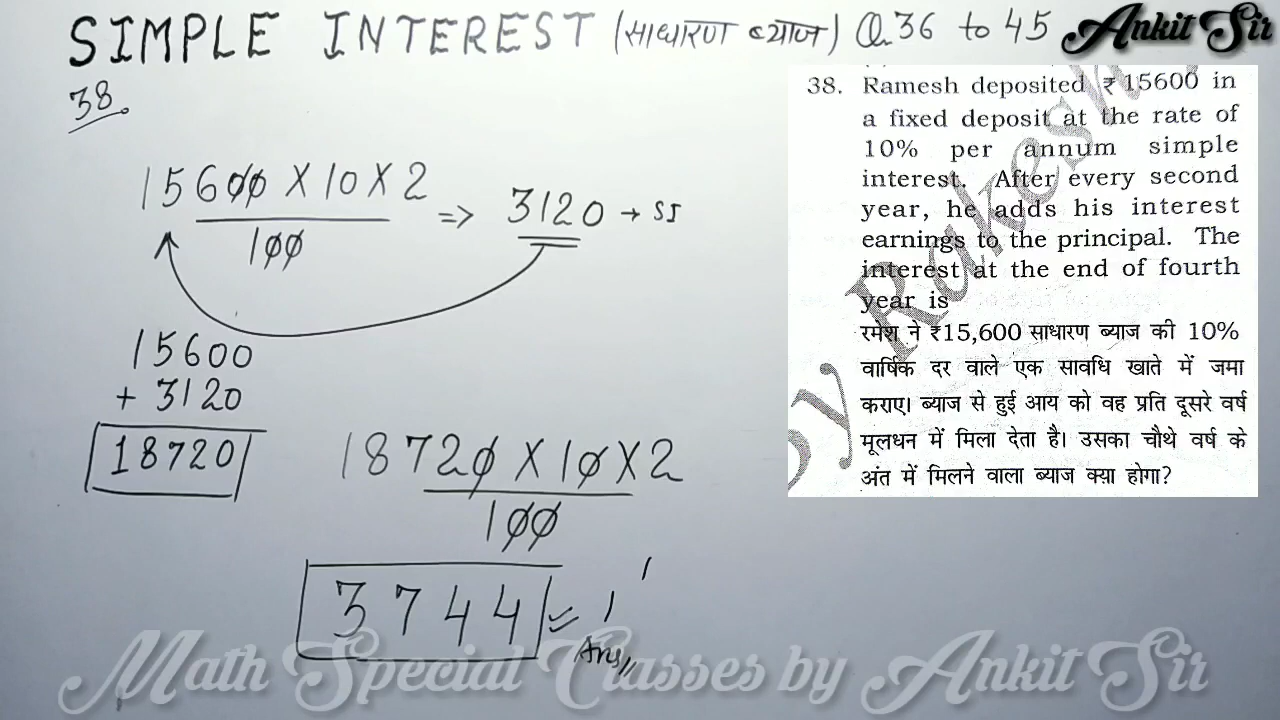 SIMPLE INTEREST (साधारण ब्याज) Q.36 to 45 Ankit Sir
38.
15600 X 10 X 2
100
=> 3120 → SI
15600
+ 3120
18720
18720 X 10 X 2
100
3744
Ans
38. Ramesh deposited ₹15600 in
a fixed deposit at the rate of
10% per annum simple
interest. After every second
year, he adds his interest
earnings to the principal. The
interest at the end of fourth
year is
रमेश ने ₹15,600 साधारण ब्याज की 10%
वार्षिक दर वाले एक सावधि खाते में जमा
कराए। ब्याज से हुई आय को वह प्रति दूसरे वर्ष
मूलधन में मिला देता है। उसका चौथे वर्ष के
अंत में मिलने वाला ब्याज क्या होगा?
By Rakesh
Math Special Classes by Ankit Sir